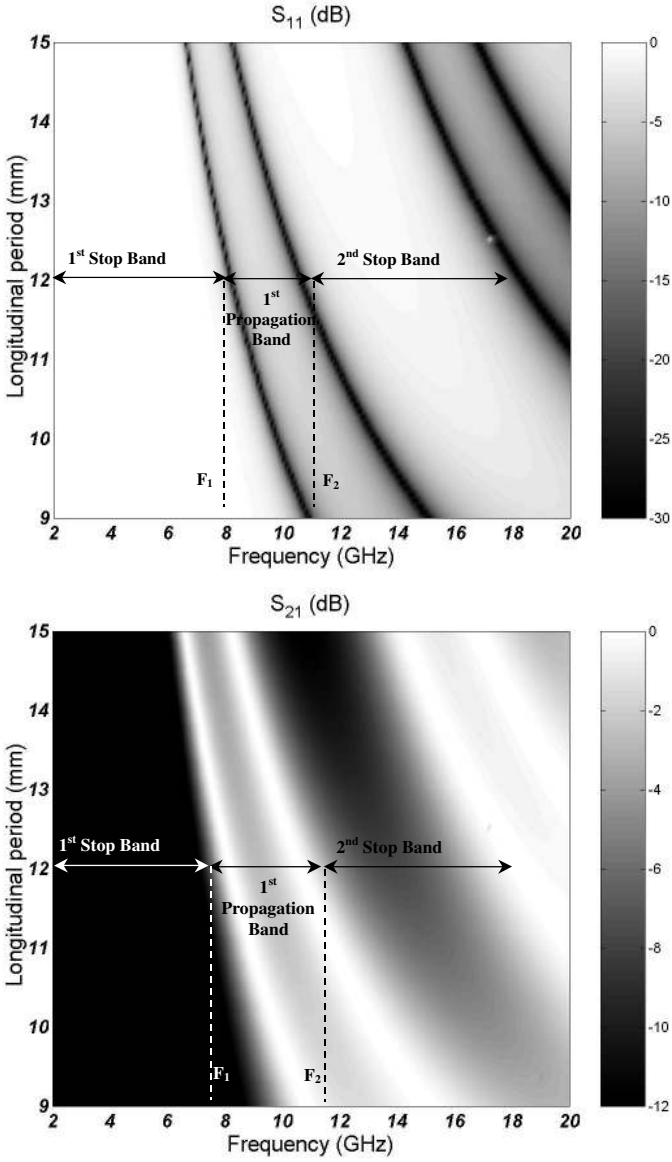 S11 (dB)
Longitudinal period (mm)
15
14
13
12
11
10
9
1st Stop Band
2nd Stop Band
1st
Propagation
Band
F1
F2
2 4 6 8 10 12 14 16 18 20
Frequency (GHz)
0
-5
-10
-15
-20
-25
-30
S21 (dB)
Longitudinal period (mm)
15
14
13
12
11
10
9
1st Stop Band
2nd Stop Band
1st
Propagation
Band
F1
F2
2 4 6 8 10 12 14 16 18 20
Frequency (GHz)
0
-2
-4
-6
-8
-10
-12